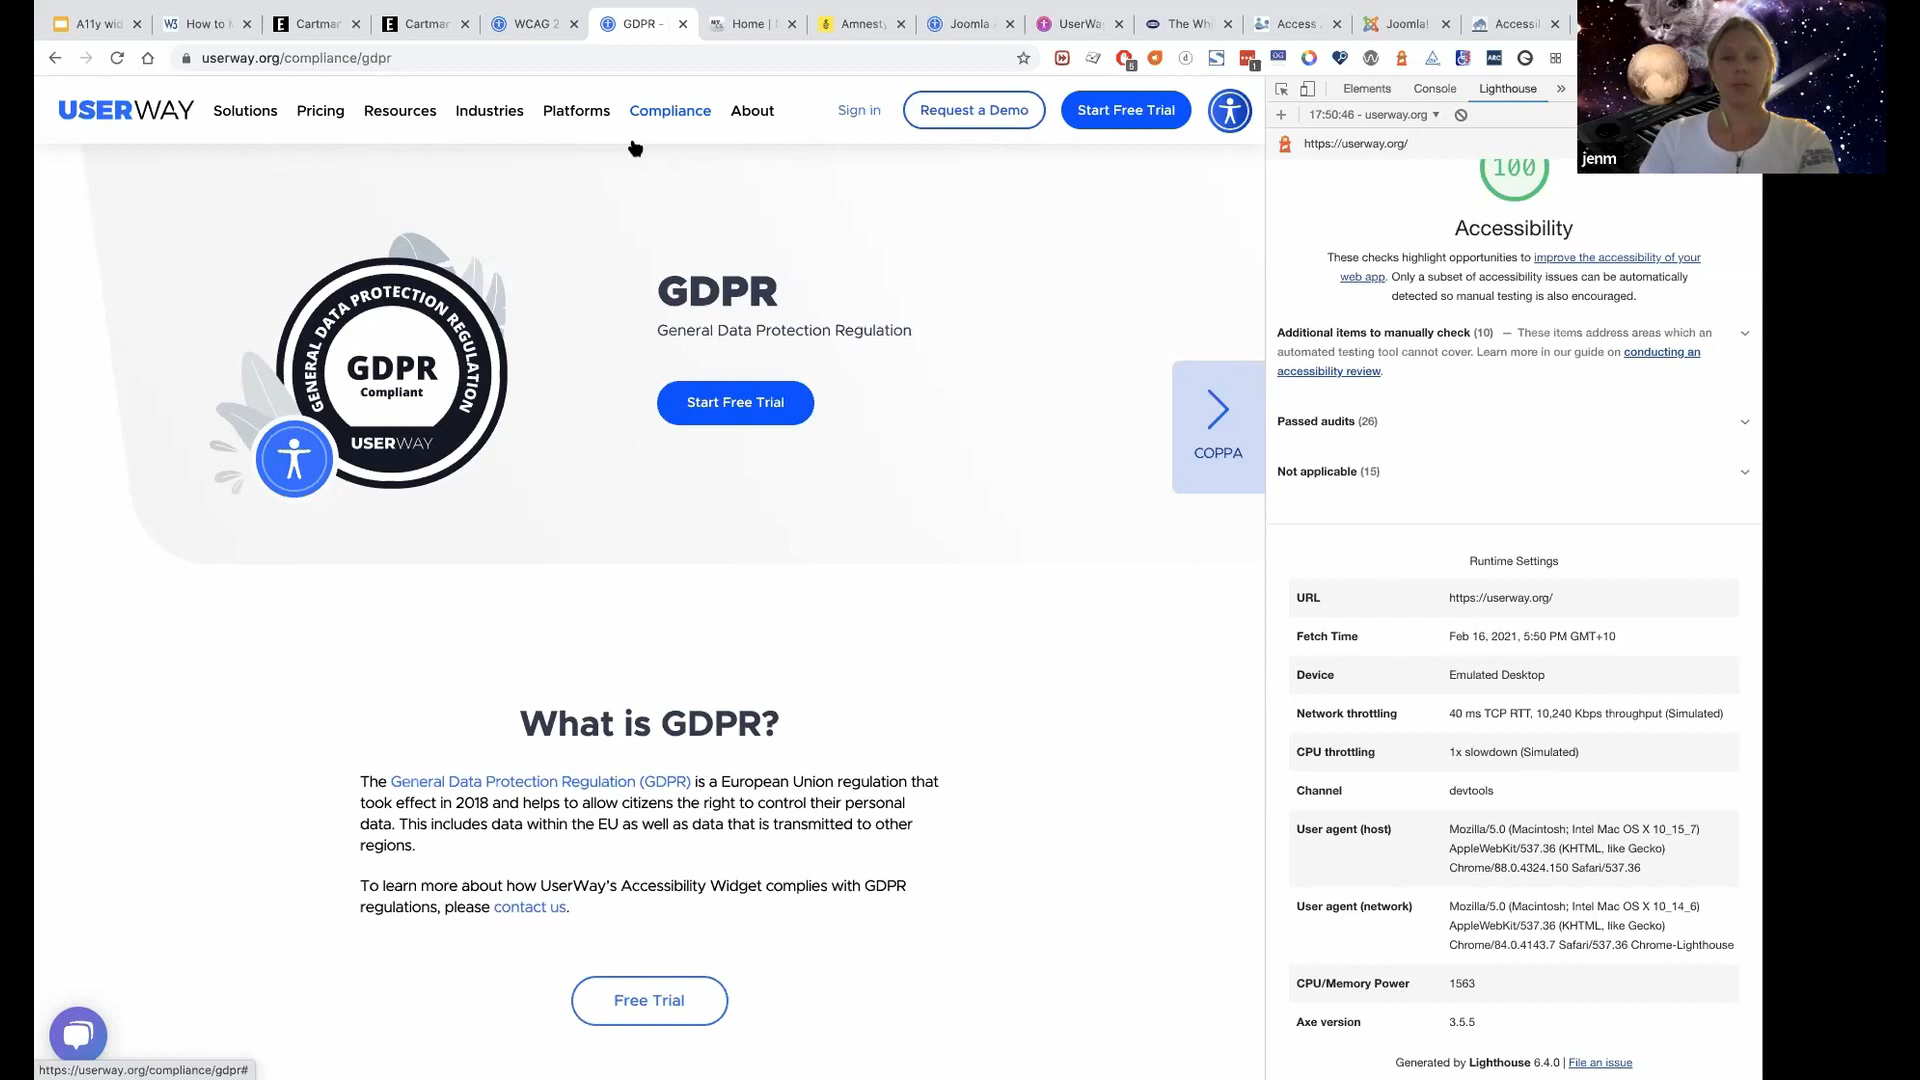 A11y wid
How to M
Cartman
Cartman
WCAG 2
GDPR -
Home |
Amnesty
Joomla
UserWay
The Whi
Access
Joomla!
Accessil
userway.org/compliance/gdpr
USERWAY
Solutions
Pricing
Resources
Industries
Platforms
Compliance
About
Sign in
Request a Demo
Start Free Trial
GENERAL DATA PROTECTION REGULATION
GDPR
Compliant
USERWAY
GDPR
General Data Protection Regulation
Start Free Trial
COPPA
What is GDPR?
The General Data Protection Regulation (GDPR) is a European Union regulation that
took effect in 2018 and helps to allow citizens the right to control their personal
data. This includes data within the EU as well as data that is transmitted to other
regions.
To learn more about how UserWay's Accessibility Widget complies with GDPR
regulations, please contact us.
Free Trial
https://userway.org/compliance/gdpr#
Elements
Console
Lighthouse
17:50:46 - userway.org
https://userway.org/
jenm
100
Accessibility
These checks highlight opportunities to improve the accessibility of your
web app. Only a subset of accessibility issues can be automatically
detected so manual testing is also encouraged.
Additional items to manually check (10) — These items address areas which an
automated testing tool cannot cover. Learn more in our guide on conducting an
accessibility review.
Passed audits (26)
Not applicable (15)
Runtime Settings
URL https://userway.org/
Fetch Time Feb 16, 2021, 5:50 PM GMT+10
Device Emulated Desktop
Network throttling 40 ms TCP RTT, 10,240 Kbps throughput (Simulated)
CPU throttling 1x slowdown (Simulated)
Channel devtools
User agent (host) Mozilla/5.0 (Macintosh; Intel Mac OS X 10_15_7)
AppleWebKit/537.36 (KHTML, like Gecko)
Chrome/88.0.4324.150 Safari/537.36
User agent (network) Mozilla/5.0 (Macintosh; Intel Mac OS X 10_14_6)
AppleWebKit/537.36 (KHTML, like Gecko)
Chrome/84.0.4143.7 Safari/537.36 Chrome-Lighthouse
CPU/Memory Power 1563
Axe version 3.5.5
Generated by Lighthouse 6.4.0 | File an issue